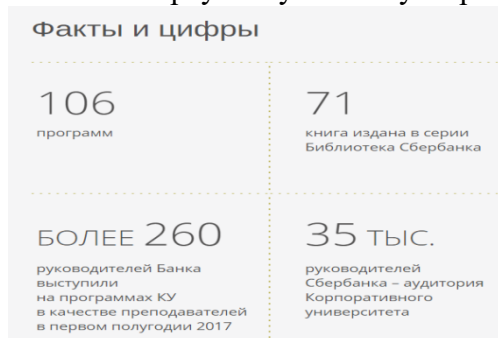 Факты и цифры
106
программ
71
книга издана в серии
Библиотека Сбербанка
БОЛЕЕ 260
руководителей Банка
выступили
на программах КУ
в качестве преподавателей
в первом полугодии 2017
35 тыс.
руководителей
Сбербанка – аудитория
Корпоративного
университета